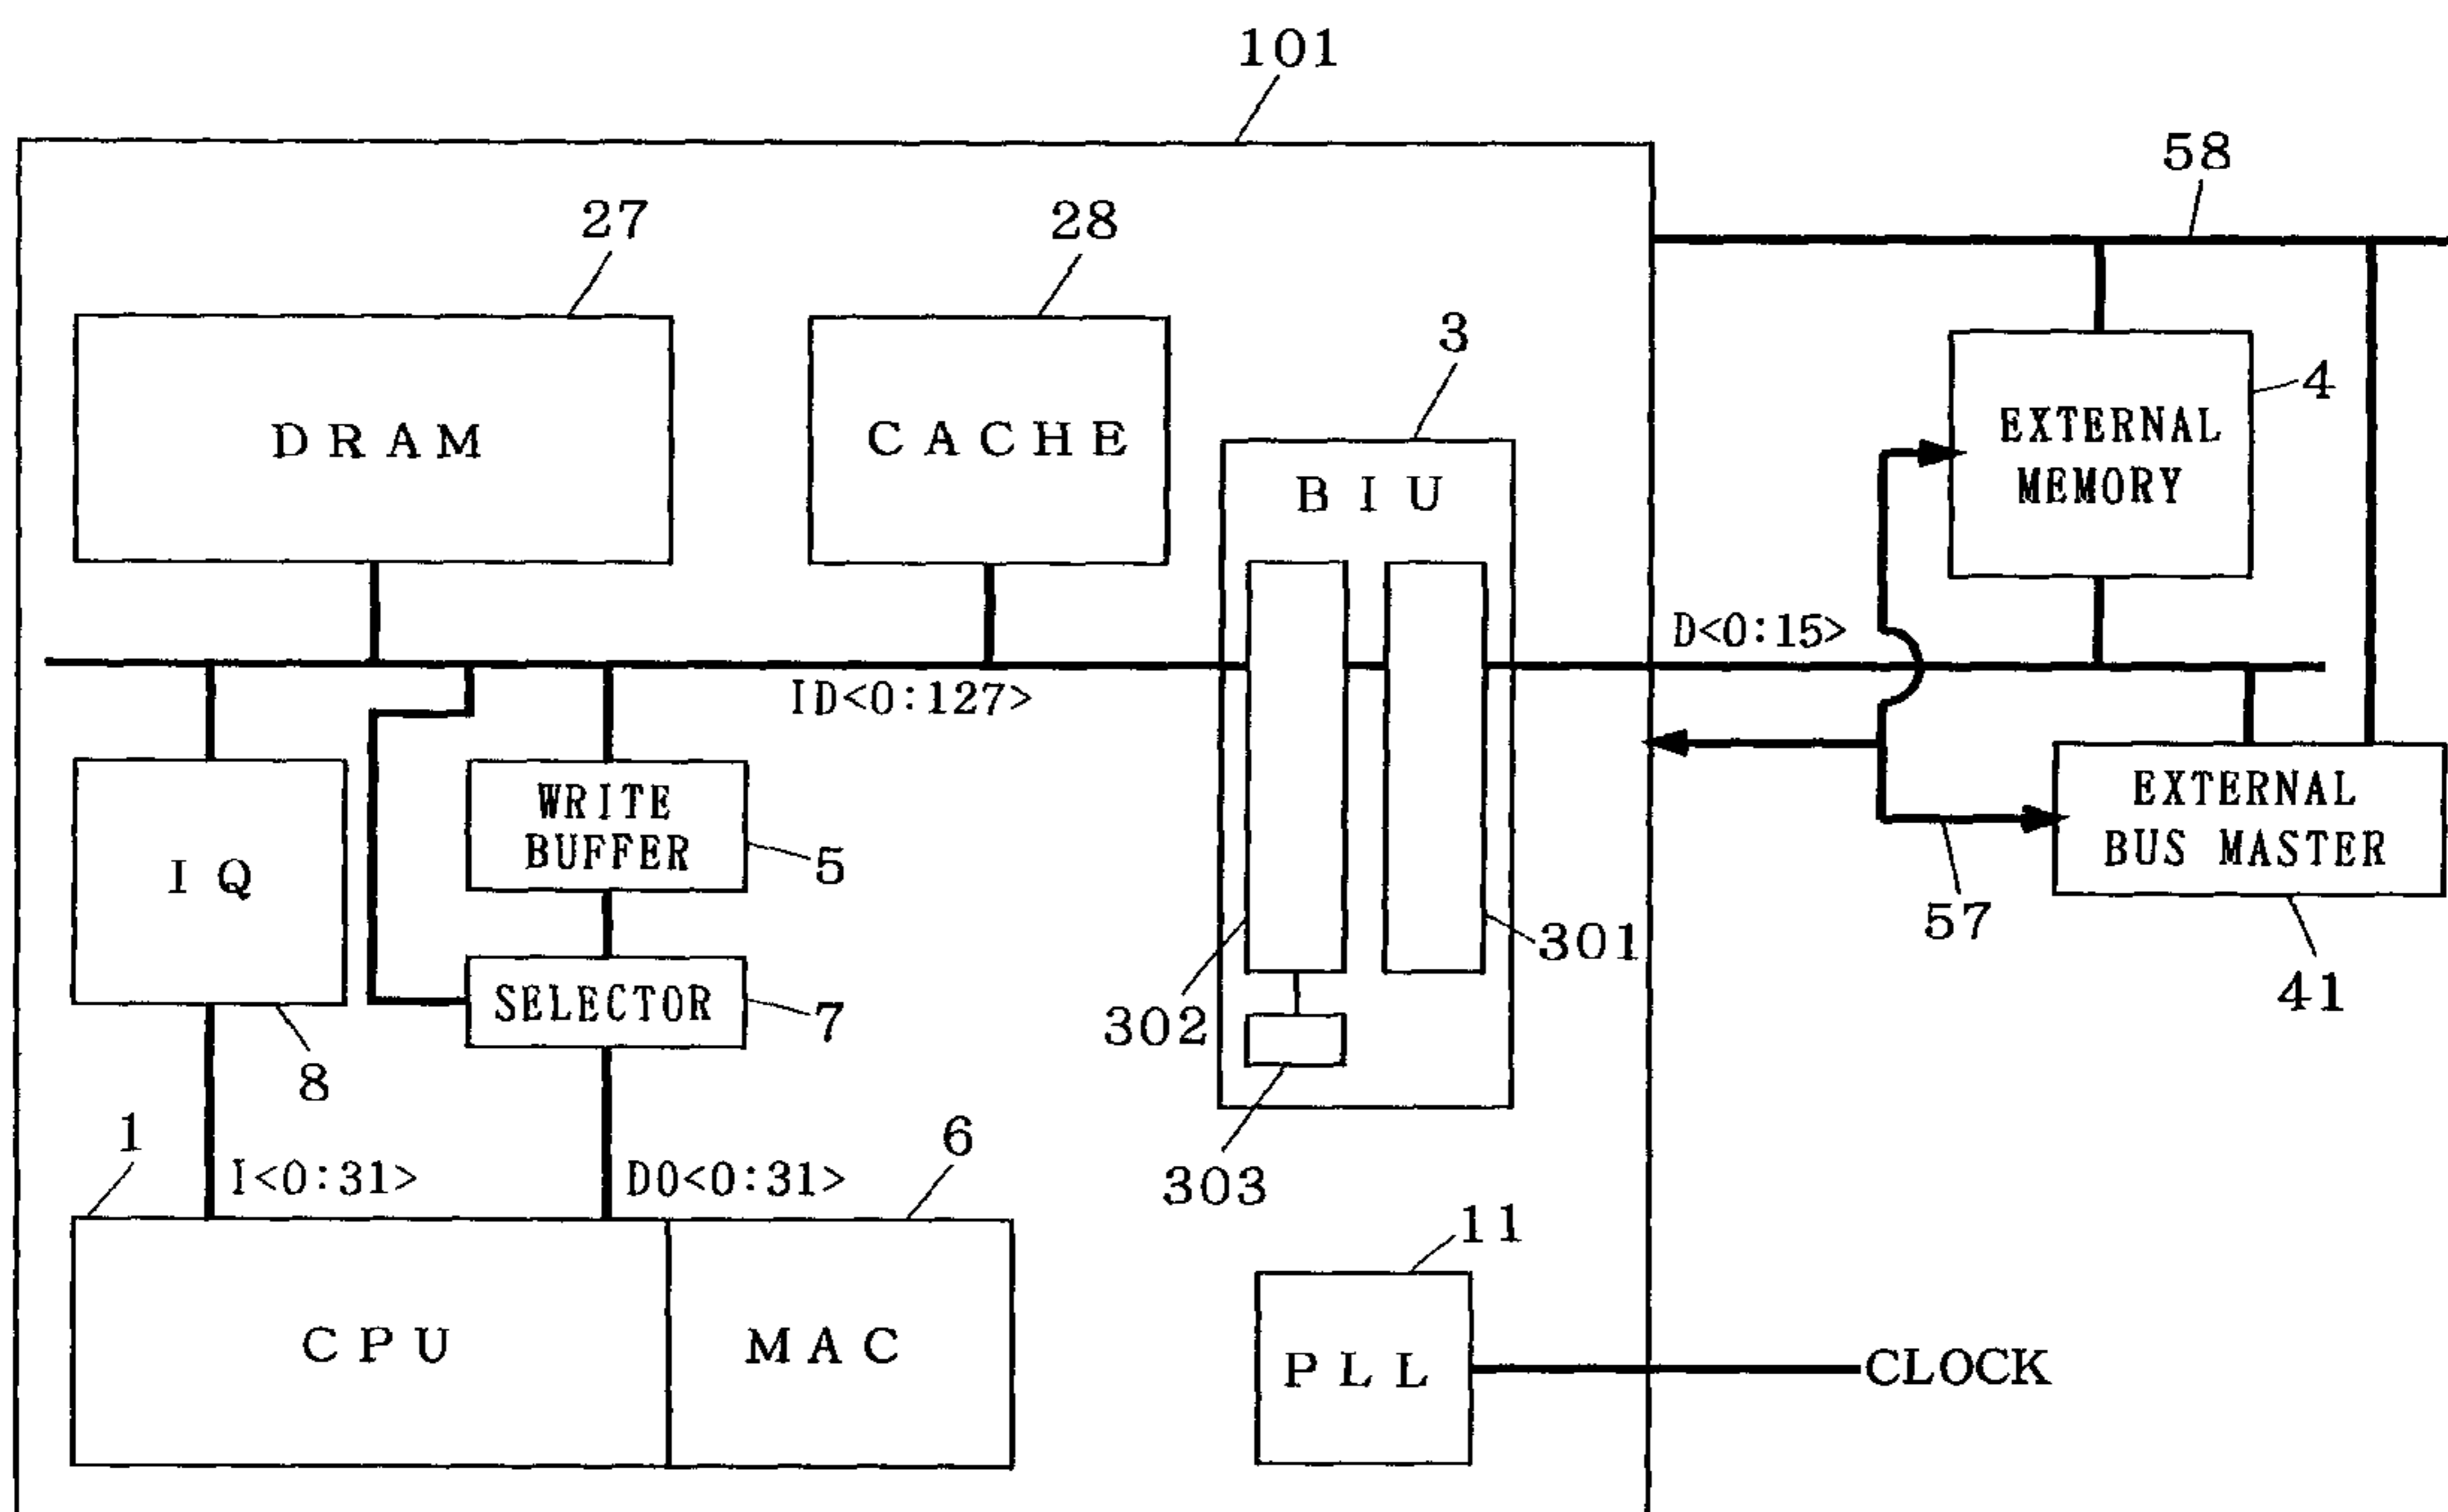 101
58
27
28
3
4
DRAM
CACHE
EXTERNAL
MEMORY
BIU
D<0:15>
ID<0:127>
WRITE
BUFFER
5
IQ
EXTERNAL
BUS MASTER
57
301
41
SELECTOR
7
302
8
1
6
I<0:31>
DO<0:31>
303
11
CPU
MAC
PLL
CLOCK